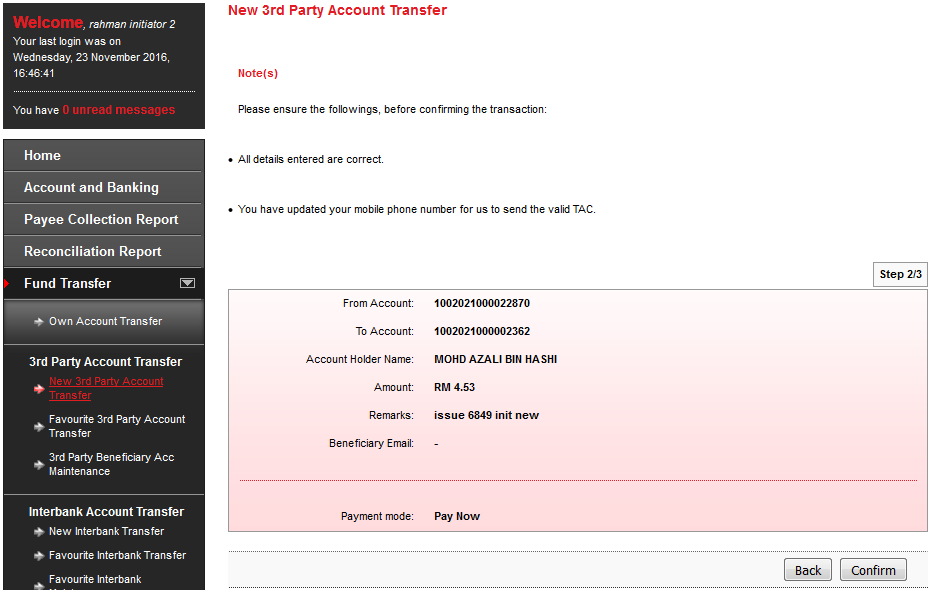 Welcome, rahman initiator 2
Your last login was on
Wednesday, 23 November 2016,
16:46:41
You have 0 unread messages
Home
Account and Banking
Payee Collection Report
Reconciliation Report
Fund Transfer
Own Account Transfer
3rd Party Account Transfer
New 3rd Party Account
Transfer
Favourite 3rd Party Account
Transfer
3rd Party Beneficiary Acc
Maintenance
Interbank Account Transfer
New Interbank Transfer
Favourite Interbank Transfer
Favourite Interbank
New 3rd Party Account Transfer
Note(s)
Please ensure the followings, before confirming the transaction:
• All details entered are correct.
• You have updated your mobile phone number for us to send the valid TAC.
Step 2/3
From Account: 1002021000022870
To Account: 1002021000002362
Account Holder Name: MOHD AZALI BIN HASHI
Amount: RM 4.53
Remarks: issue 6849 init new
Beneficiary Email: -
Payment mode: Pay Now
Back Confirm